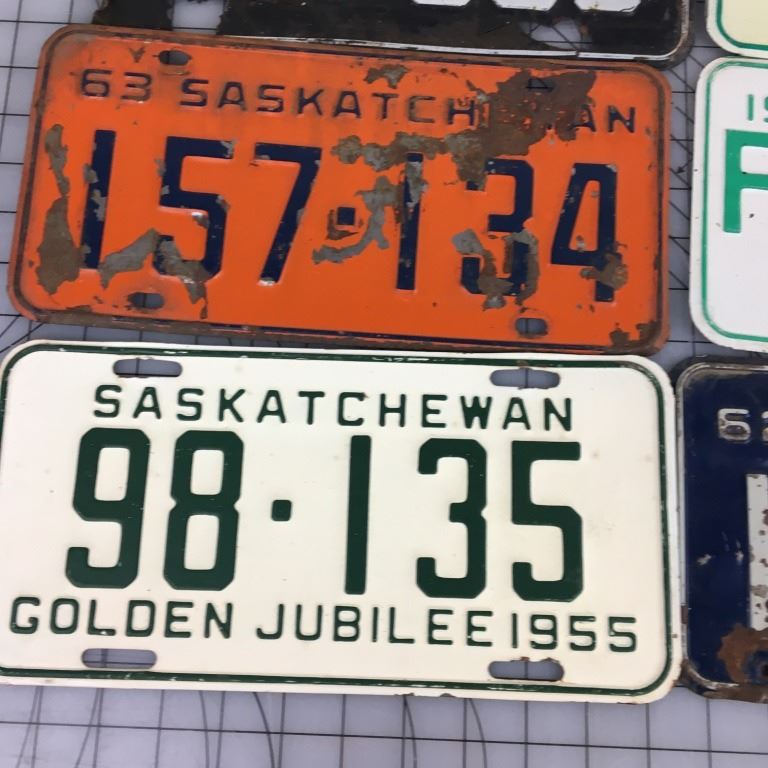 63 SASKATCHEWAN
157·134
SASKATCHEWAN
98·135
GOLDEN JUBILEE 1955